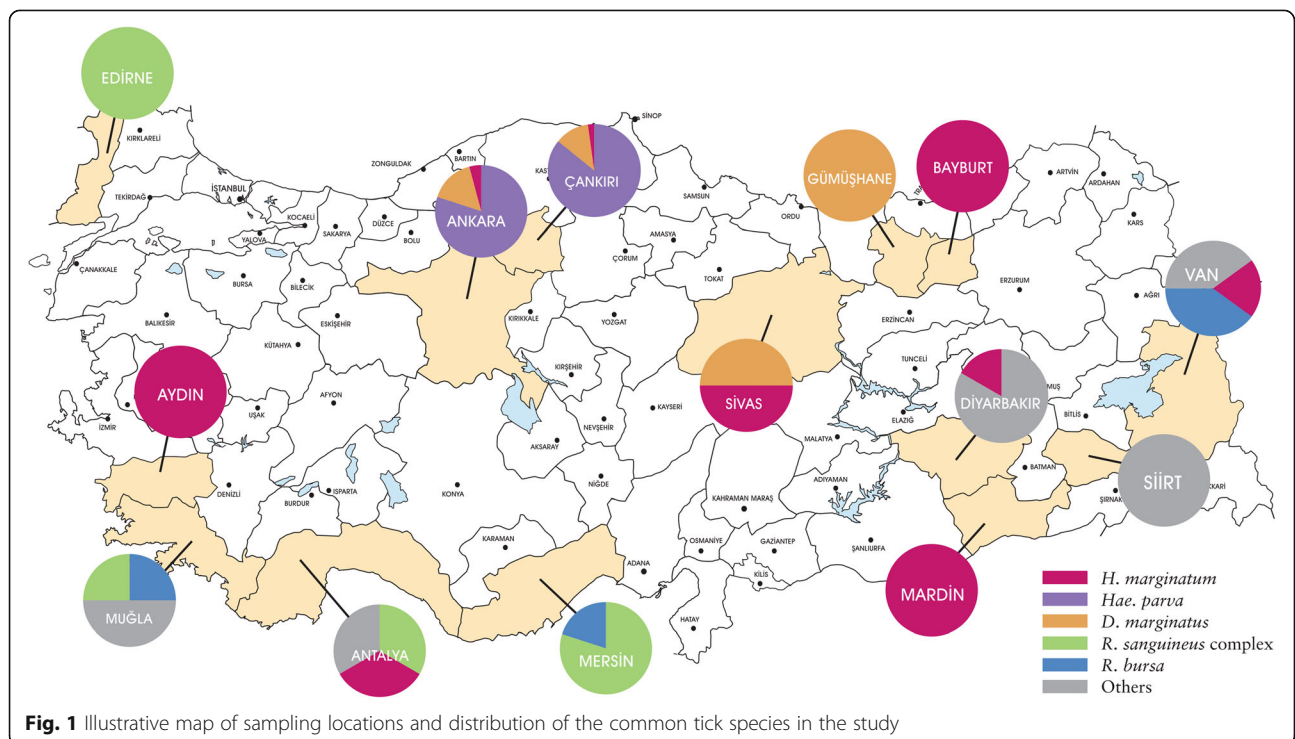 EDİRNE
KIRKLARELİ
TEKİRDAĞ
İSTANBUL
KOCAELİ
YALOVA
SAKARYA
DÜZCE
BOLU
ZONGULDAK
BARTIN
KAS
SİNOP
ÇANKIRI
ANKARA
SAMSUN
ORDU
GÜMÜŞHANE
BAYBURT
TRA
ARTVİN
ARDAHAN
KARS
ÇANAKKALE
BURSA
BİLECİK
BALIKESİR
ESKİŞEHİR
KÜTAHYA
KIRIKKALE
ÇORUM
AMASYA
TOKAT
YOZGAT
ERZİNCAN
ERZURUM
AĞRI
VAN
AYDIN
İZMİR
UŞAK
AFYON
KIRŞEHİR
NEVŞEHİR
AKSARAY
KAYSERİ
SİVAS
TUNCELİ
ELAZIĞ
MALATYA
DİYARBAKIR
MUŞ
BİTLİS
BATMAN
SİİRT
ŞIRNAK
KKARİ
DENİZLİ
BURDUR
ISPARTA
KONYA
NİĞDE
KARAMAN
KAHRAMAN MARAŞ
ADIYAMAN
OSMANİYE
GAZİANTEP
KİLİS
ŞANLIURFA
ADANA
HATAY
MARDİN
MUĞLA
ANTALYA
MERSİN
H. marginatum
Hae. parva
D. marginatus
R. sanguineus complex
R. bursa
Others
Fig. 1 Illustrative map of sampling locations and distribution of the common tick species in the study